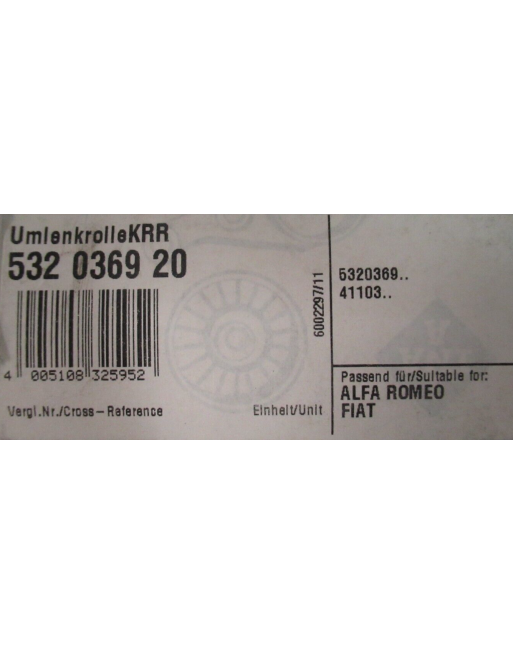 UmlenkrolleKRR
532 0369 20
4 005108 325952
Vergl.Nr./Cross-Reference
Einheit/Unit
6002297/11
5320369..
41103..
Passend für/Suitable for:
ALFA ROMEO
FIAT